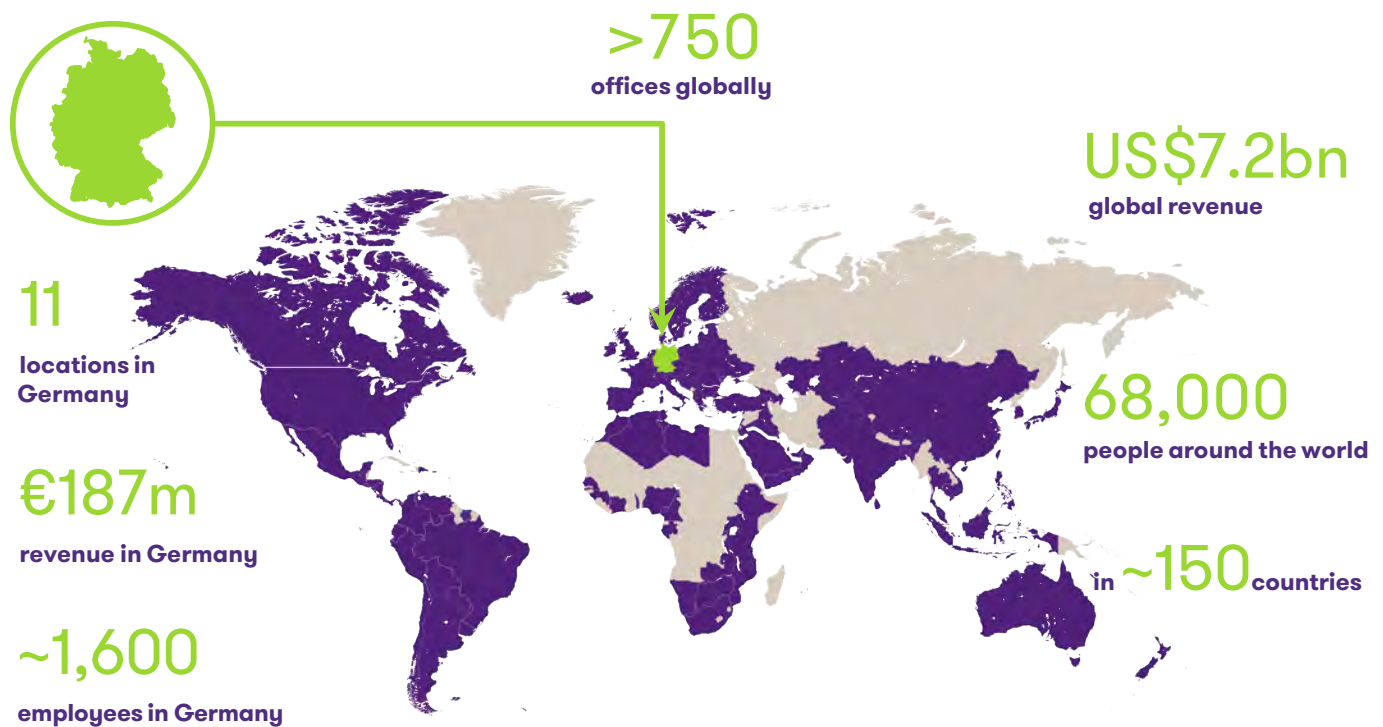 >750
offices globally
US$7.2bn
global revenue
11
locations in
Germany
68,000
people around the world
€187m
revenue in Germany
in ~150 countries
~1,600
employees in Germany